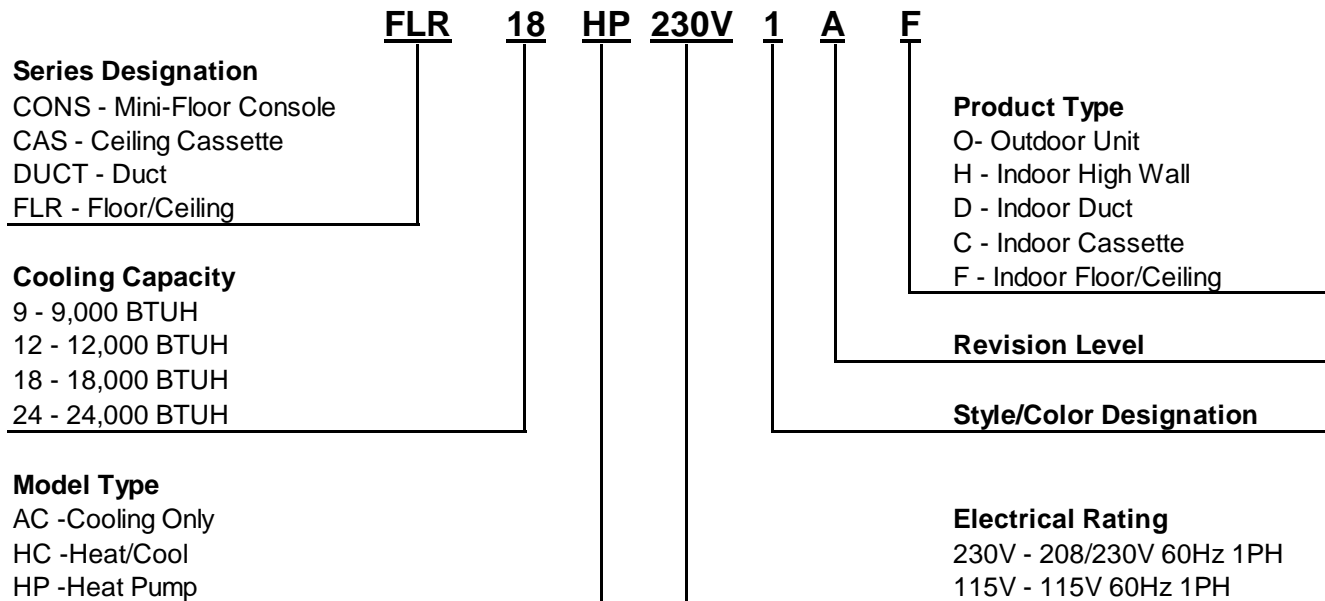 FLR 18 HP 230V 1 A F
Series Designation
CONS - Mini-Floor Console
CAS - Ceiling Cassette
DUCT - Duct
FLR - Floor/Ceiling
Cooling Capacity
9 - 9,000 BTUH
12 - 12,000 BTUH
18 - 18,000 BTUH
24 - 24,000 BTUH
Model Type
AC -Cooling Only
HC -Heat/Cool
HP -Heat Pump
Product Type
O- Outdoor Unit
H - Indoor High Wall
D - Indoor Duct
C - Indoor Cassette
F - Indoor Floor/Ceiling
Revision Level
Style/Color Designation
Electrical Rating
230V - 208/230V 60Hz 1PH
115V - 115V 60Hz 1PH